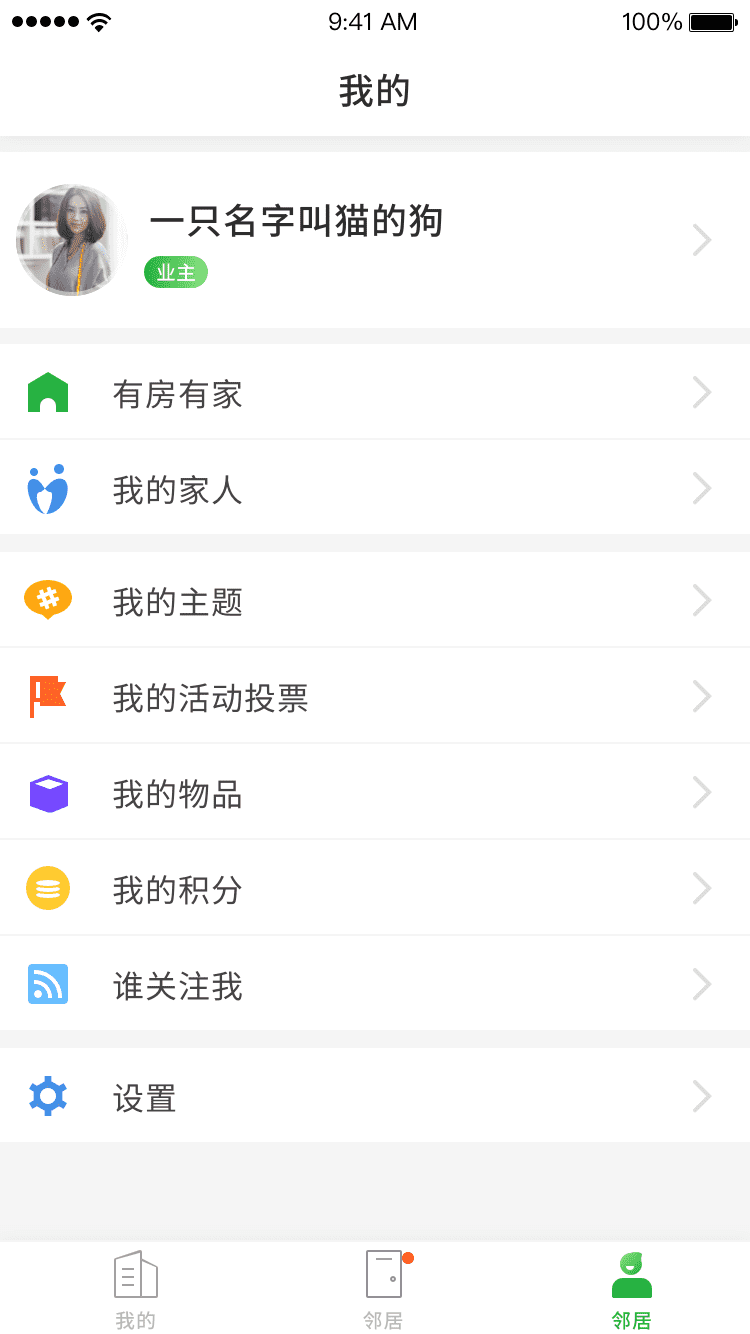 9:41 AM 100%
我的
一只名字叫猫的狗
业主
有房有家
我的家人
我的主题
我的活动投票
我的物品
我的积分
谁关注我
设置
我的 邻居 邻居